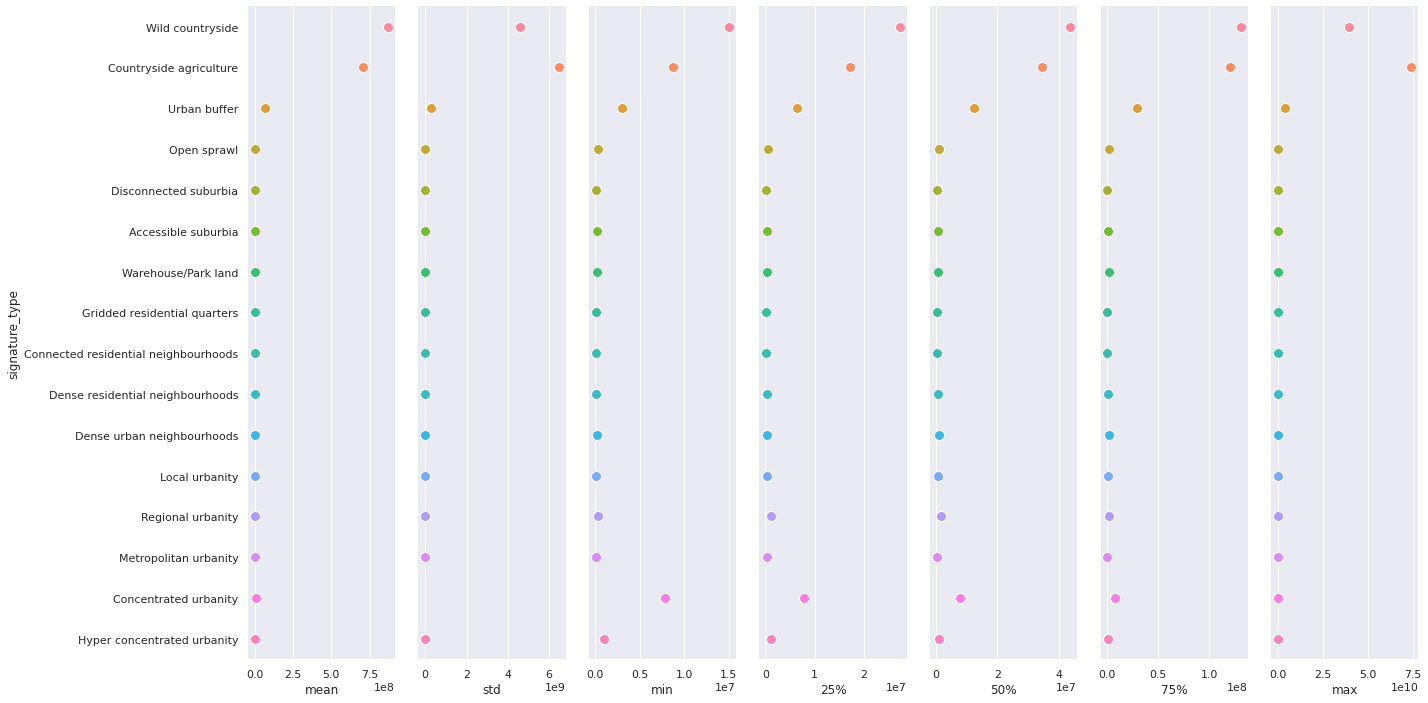 signature_type
Wild countryside
Countryside agriculture
Urban buffer
Open sprawl
Disconnected suburbia
Accessible suburbia
Warehouse/Park land
Gridded residential quarters
Connected residential neighbourhoods
Dense residential neighbourhoods
Dense urban neighbourhoods
Local urbanity
Regional urbanity
Metropolitan urbanity
Concentrated urbanity
Hyper concentrated urbanity
0.0 2.5 5.0 7.5
1e8
mean
0 2 4 6
1e9
std
0.0 0.5 1.0 1.5
1e7
min
0 1 2
1e7
25%
0 2 4
1e7
50%
0.0 0.5 1.0
1e8
75%
0.0 2.5 5.0 7.5
1e10
max